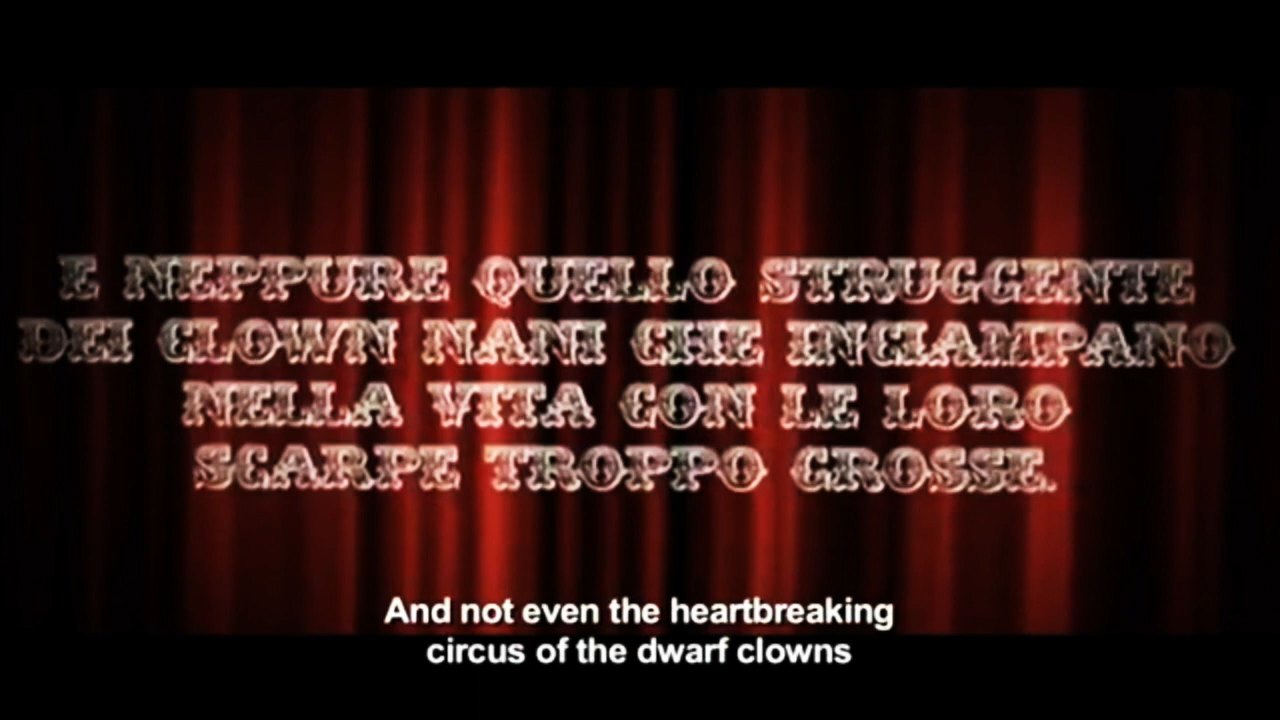 E NEPPURE QUELLO STRUGGENTE
DEI CLOWN NANI CHE INCIAMPANO
NELLA VITA CON LE LORO
SCARPE TROPPO GROSSE.
And not even the heartbreaking
circus of the dwarf clowns